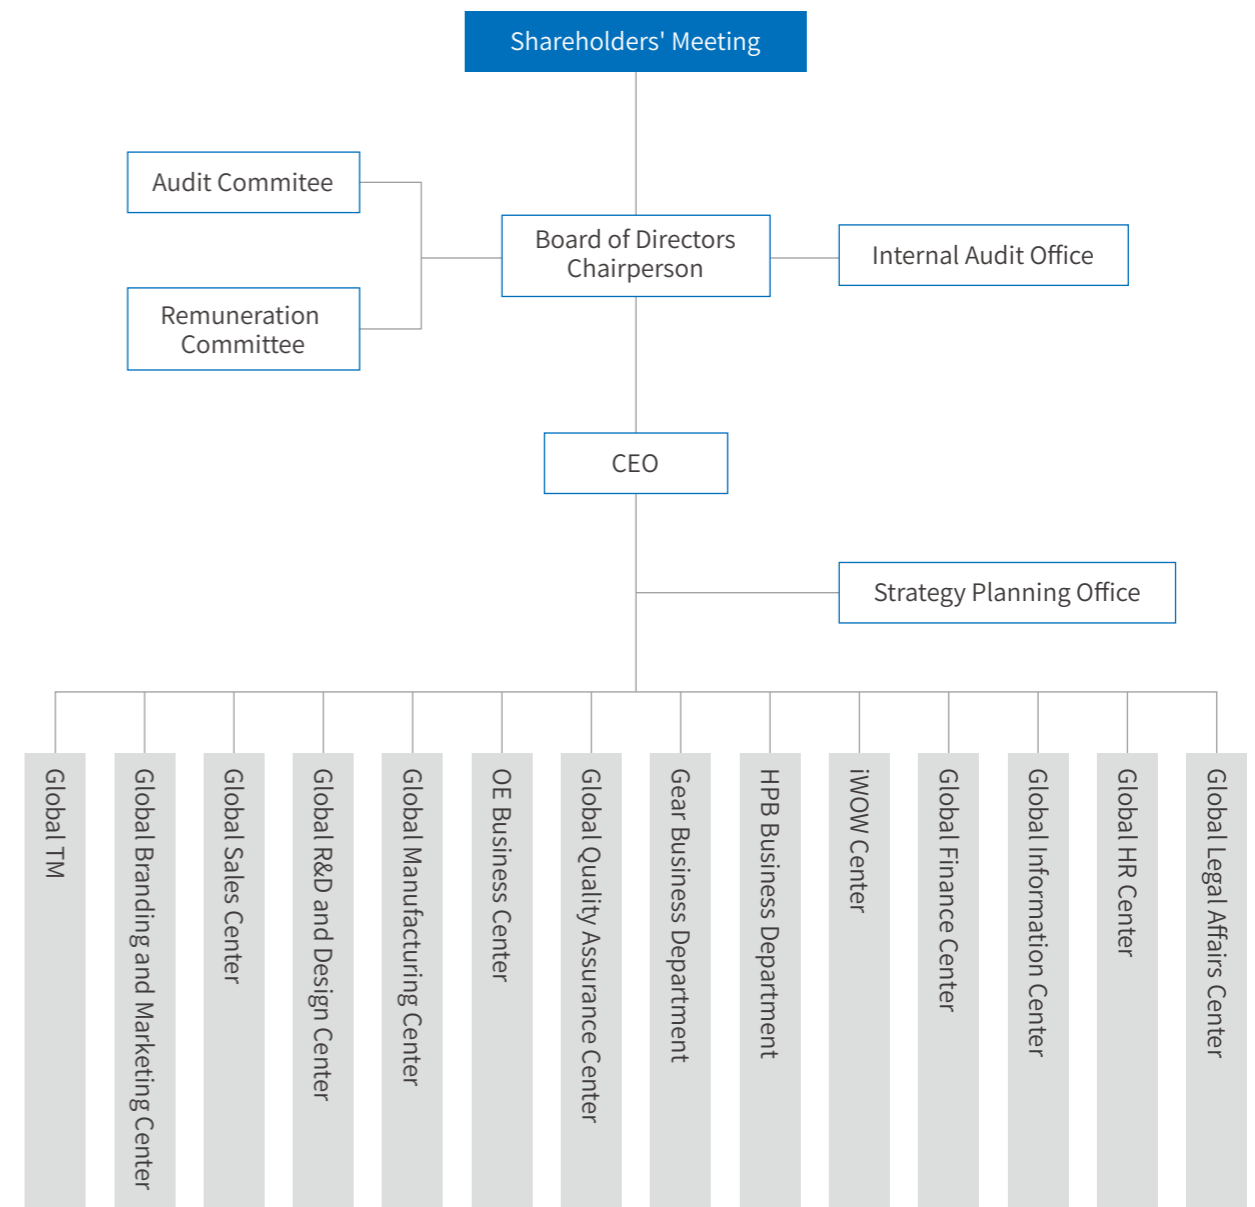 Shareholders' Meeting
Audit Commitee
Board of Directors
Chairperson
Internal Audit Office
Remuneration
Committee
CEO
Strategy Planning Office
Global TM
Global Branding and Marketing Center
Global Sales Center
Global R&D and Design Center
Global Manufacturing Center
OE Business Center
Global Quality Assurance Center
Gear Business Department
HPB Business Department
iWOW Center
Global Finance Center
Global Information Center
Global HR Center
Global Legal Affairs Center